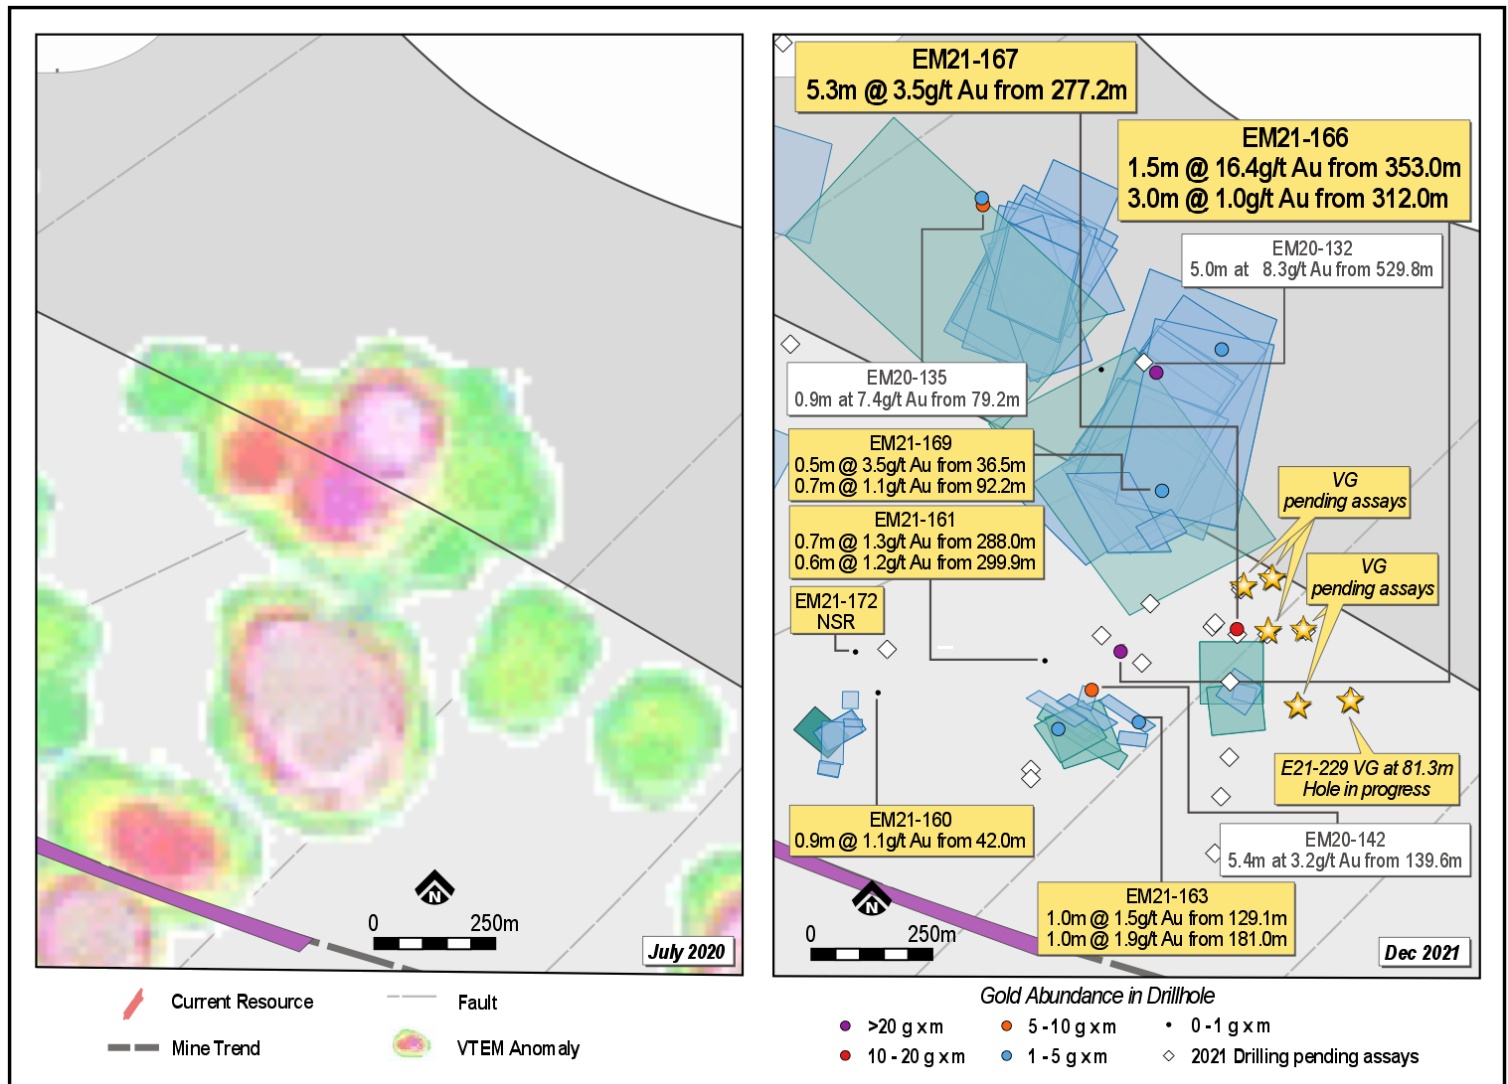 N
0 250m
July 2020
EM21-167
5.3m @ 3.5g/t Au from 277.2m
EM21-166
1.5m @ 16.4g/t Au from 353.0m
3.0m @ 1.0g/t Au from 312.0m
EM20-132
5.0m at 8.3g/t Au from 529.8m
EM20-135
0.9m at 7.4g/t Au from 79.2m
EM21-169
0.5m @ 3.5g/t Au from 36.5m
0.7m @ 1.1g/t Au from 92.2m
VG
pending assays
EM21-161
0.7m @ 1.3g/t Au from 288.0m
0.6m @ 1.2g/t Au from 299.9m
VG
pending assays
EM21-172
NSR
E21-229 VG at 81.3m
Hole in progress
EM21-160
0.9m @ 1.1g/t Au from 42.0m
EM20-142
5.4m at 3.2g/t Au from 139.6m
EM21-163
1.0m @ 1.5g/t Au from 129.1m
1.0m @ 1.9g/t Au from 181.0m
N
0 250m
Dec 2021
Current Resource
Fault
Mine Trend
VTEM Anomaly
Gold Abundance in Drillhole
>20 g x m
5 - 10 g x m
0 - 1 g x m
10 - 20 g x m
1 - 5 g x m
2021 Drilling pending assays